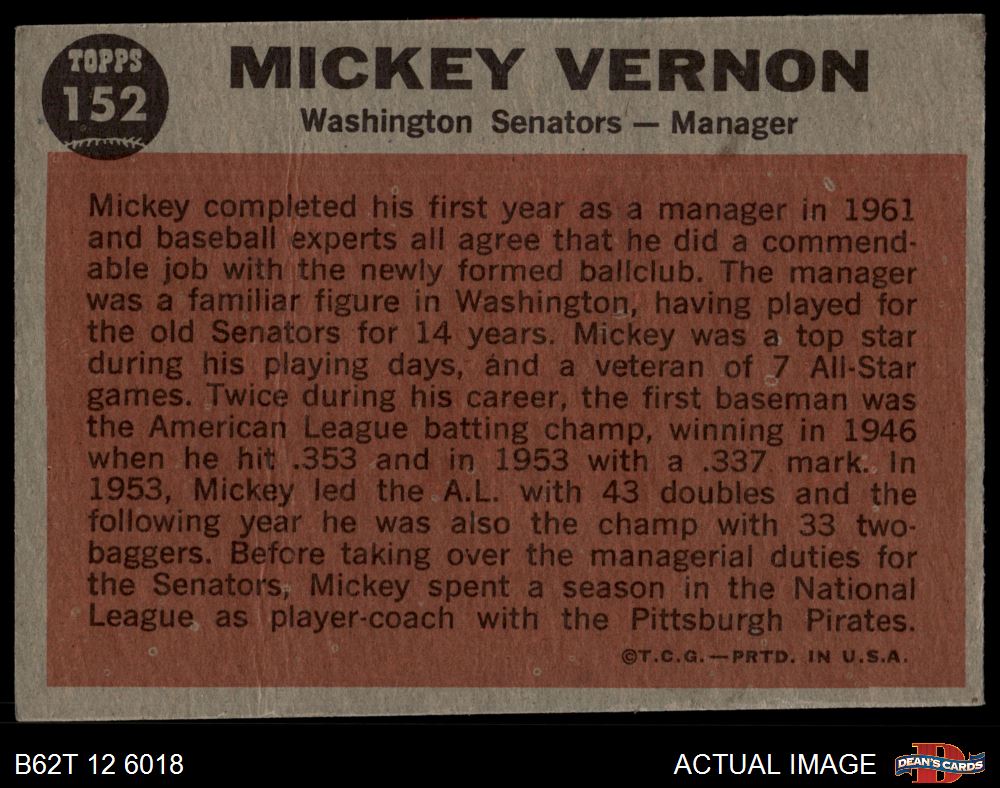 TOPPS
152
MICKEY VERNON
Washington Senators — Manager
Mickey completed his first year as a manager in 1961
and baseball experts all agree that he did a commend-
able job with the newly formed ballclub. The manager
was a familiar figure in Washington, having played for
the old Senators for 14 years. Mickey was a top star
during his playing days, and a veteran of 7 All-Star
games. Twice during his career, the first baseman was
the American League batting champ, winning in 1946
when he hit .353 and in 1953 with a .337 mark. In
1953, Mickey led the A.L. with 43 doubles and the
following year he was also the champ with 33 two-
baggers. Before taking over the managerial duties for
the Senators, Mickey spent a season in the National
League as player-coach with the Pittsburgh Pirates.
©T.C.G.—PRTD. IN U.S.A.
B62T 12 6018
ACTUAL IMAGE
D
DEAN'S CARDS